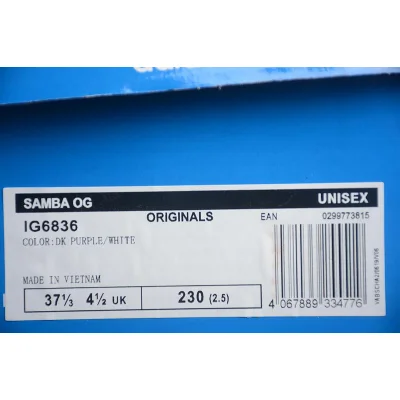 SAMBA OG UNISEX
IG6836 ORIGINALS EAN 0299773815
COLOR:DK PURPLE/WHITE
MADE IN VIETNAM
37⅓ 4½ UK 230 (2.5)
4 067889 334776